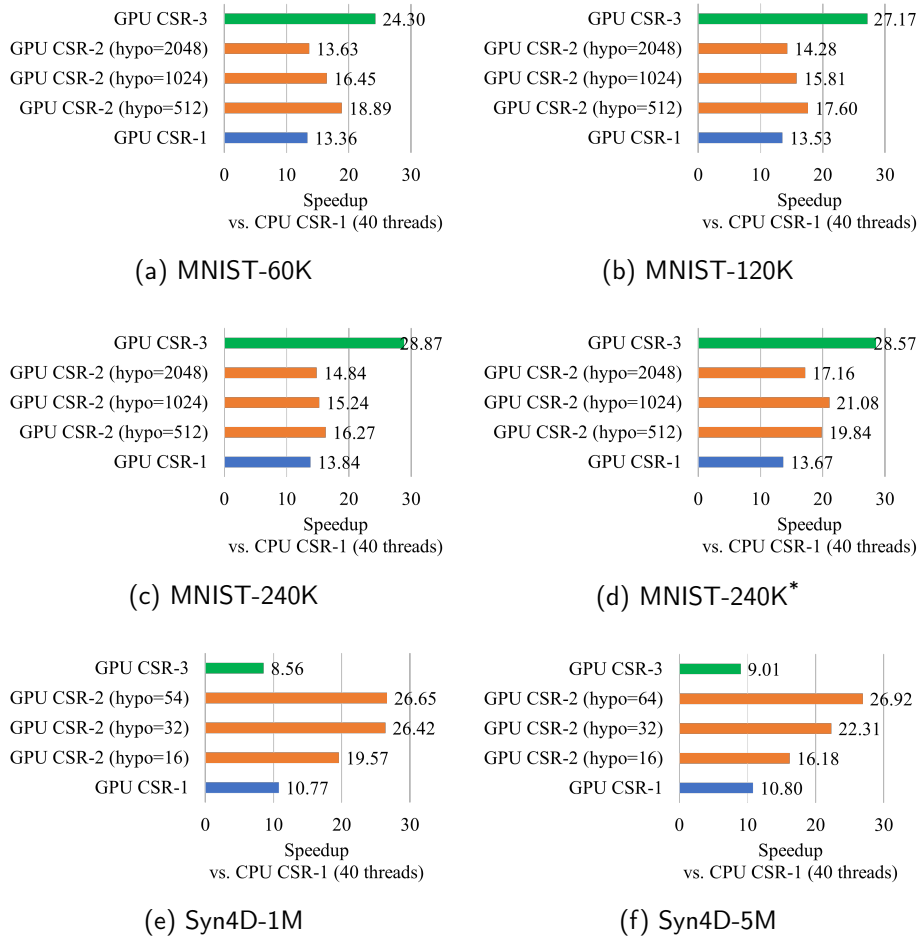 GPU CSR-3 24.30
GPU CSR-2 (hypo=2048) 13.63
GPU CSR-2 (hypo=1024) 16.45
GPU CSR-2 (hypo=512) 18.89
GPU CSR-1 13.36
0 10 20 30
Speedup
vs. CPU CSR-1 (40 threads)
(a) MNIST-60K
GPU CSR-3 27.17
GPU CSR-2 (hypo=2048) 14.28
GPU CSR-2 (hypo=1024) 15.81
GPU CSR-2 (hypo=512) 17.60
GPU CSR-1 13.53
0 10 20 30
Speedup
vs. CPU CSR-1 (40 threads)
(b) MNIST-120K
GPU CSR-3 28.87
GPU CSR-2 (hypo=2048) 14.84
GPU CSR-2 (hypo=1024) 15.24
GPU CSR-2 (hypo=512) 16.27
GPU CSR-1 13.84
0 10 20 30
Speedup
vs. CPU CSR-1 (40 threads)
(c) MNIST-240K
GPU CSR-3 28.57
GPU CSR-2 (hypo=2048) 17.16
GPU CSR-2 (hypo=1024) 21.08
GPU CSR-2 (hypo=512) 19.84
GPU CSR-1 13.67
0 10 20 30
Speedup
vs. CPU CSR-1 (40 threads)
(d) MNIST-240K*
GPU CSR-3 8.56
GPU CSR-2 (hypo=54) 26.65
GPU CSR-2 (hypo=32) 26.42
GPU CSR-2 (hypo=16) 19.57
GPU CSR-1 10.77
0 10 20 30
Speedup
vs. CPU CSR-1 (40 threads)
(e) Syn4D-1M
GPU CSR-3 9.01
GPU CSR-2 (hypo=64) 26.92
GPU CSR-2 (hypo=32) 22.31
GPU CSR-2 (hypo=16) 16.18
GPU CSR-1 10.80
0 10 20 30
Speedup
vs. CPU CSR-1 (40 threads)
(f) Syn4D-5M